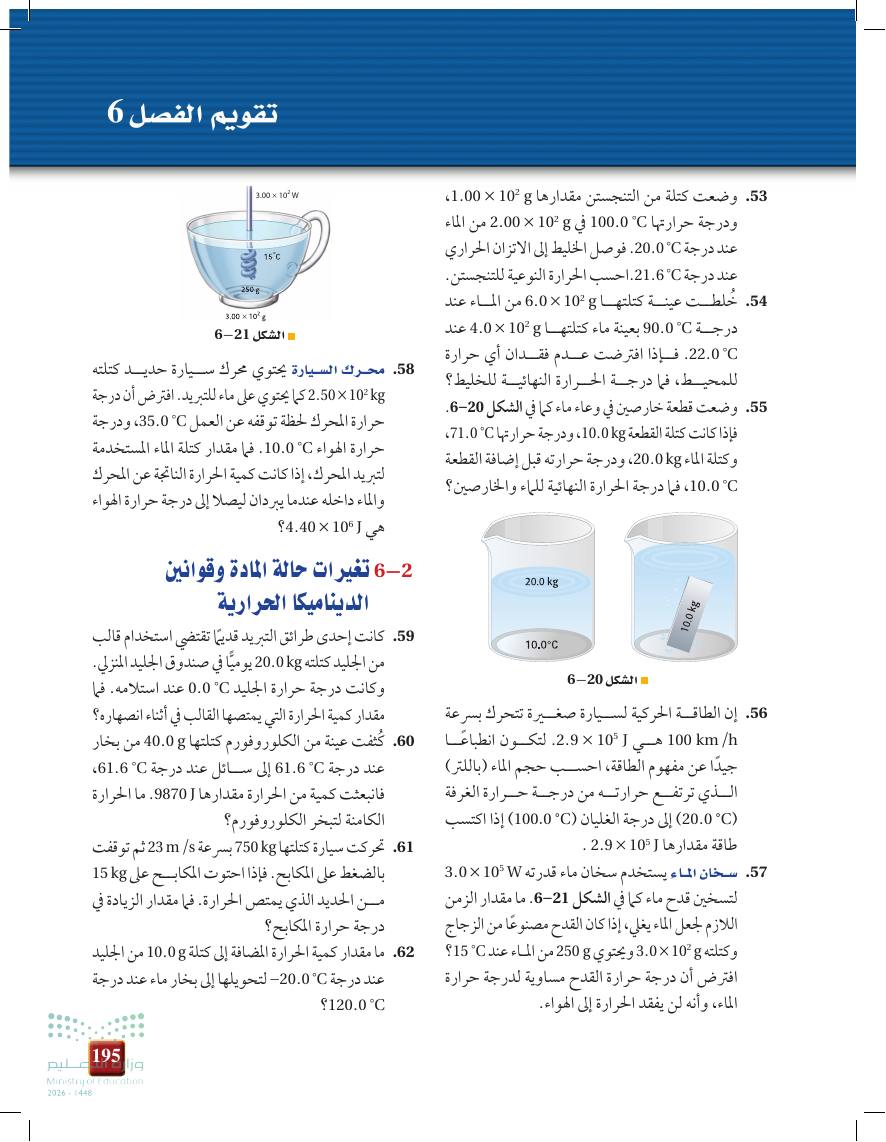 تقويم الفصل 6
53. وضعت كتلة من التنجستن مقدارها 1.00 × 10² g،
ودرجة حرارتها 100.0 °C في 2.00 × 10² g من الماء
عند درجة 20.0 °C. فوصل الخليط إلى الاتزان الحراري
عند درجة 21.6 °C.احسب الحرارة النوعية للتنجستن.
54. خُلطت عينة كتلتها 6.0 × 10² g من الماء عند
درجة 90.0 °C بعينة ماء كتلتها 4.0 × 10² g عند
22.0 °C. فإذا افترضت عدم فقدان أي حرارة
للمحيط، فما درجة الحرارة النهائية للخليط؟
55. وضعت قطعة خارصين في وعاء ماء كما في الشكل 20–6.
فإذا كانت كتلة القطعة 10.0 kg، ودرجة حرارتها 71.0 °C،
وكتلة الماء 20.0 kg، ودرجة حرارته قبل إضافة القطعة
10.0 °C، فما درجة الحرارة النهائية للماء والخارصين؟
20.0 kg
10.0°C
10.0 kg
الشكل 20–6
56. إن الطاقة الحركية لسيارة صغيرة تتحرك بسرعة
100 km /h هي 2.9 × 10⁵ J. لتكون انطباعًا
جيدًا عن مفهوم الطاقة، احسب حجم الماء (باللتر)
الذي ترتفع حرارته من درجة حرارة الغرفة
(20.0 °C) إلى درجة الغليان (100.0 °C) إذا اكتسب
طاقة مقدارها 2.9 × 10⁵ J .
57. سخان الماء يستخدم سخان ماء قدرته 3.0 × 10⁵ W
لتسخين قدح ماء كما في الشكل 21–6. ما مقدار الزمن
اللازم لجعل الماء يغلي، إذا كان القدح مصنوعًا من الزجاج
وكتلته 3.0 × 10² g ويحتوي 250 g من الماء عند 15 °C؟
افترض أن درجة حرارة القدح مساوية لدرجة حرارة
الماء، وأنه لن يفقد الحرارة إلى الهواء.
3.00 × 10² W
15°C
250 g
3.00 × 10² g
الشكل 21–6
58. محرك السيارة يحتوي محرك سيارة حديد كتلته
2.50 × 10² kg كما يحتوي على ماء للتبريد. افترض أن درجة
حرارة المحرك لحظة توقفه عن العمل 35.0 °C، ودرجة
حرارة الهواء 10.0 °C. فما مقدار كتلة الماء المستخدمة
لتبريد المحرك، إذا كانت كمية الحرارة الناتجة عن المحرك
والماء داخله عندما يبردان ليصلا إلى درجة حرارة الهواء
هي 4.40 × 10⁶ J؟
6–2 تغيرات حالة المادة وقوانين
الديناميكا الحرارية
59. كانت إحدى طرائق التبريد قديمًا تقتضي استخدام قالب
من الجليد كتلته 20.0 kg يوميًّا في صندوق الجليد المنزلي.
وكانت درجة حرارة الجليد 0.0 °C عند استلامه. فما
مقدار كمية الحرارة التي يمتصها القالب في أثناء انصهاره؟
60. كُثفت عينة من الكلوروفورم كتلتها 40.0 g من بخار
عند درجة 61.6 °C إلى سائل عند درجة 61.6 °C،
فانبعثت كمية من الحرارة مقدارها 9870 J. ما الحرارة
الكامنة لتبخر الكلوروفورم؟
61. تحركت سيارة كتلتها 750 kg بسرعة 23 m /s ثم توقفت
بالضغط على المكابح. فإذا احتوت المكابح على 15 kg
من الحديد الذي يمتص الحرارة. فما مقدار الزيادة في
درجة حرارة المكابح؟
62. ما مقدار كمية الحرارة المضافة إلى كتلة 10.0 g من الجليد
عند درجة 20.0 °C– لتحويلها إلى بخار ماء عند درجة
120.0 °C؟
وزارة التعليم
Ministry of Education
2026 - 1448
195